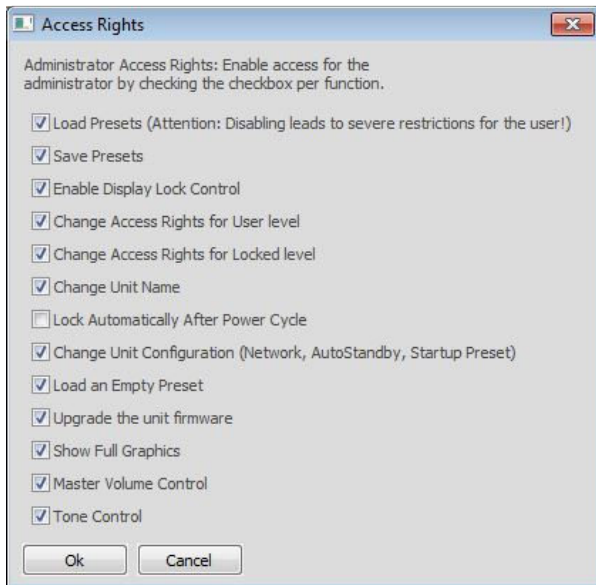 Access Rights
Administrator Access Rights: Enable access for the
administrator by checking the checkbox per function.
Load Presets (Attention: Disabling leads to severe restrictions for the user!)
Save Presets
Enable Display Lock Control
Change Access Rights for User level
Change Access Rights for Locked level
Change Unit Name
Lock Automatically After Power Cycle
Change Unit Configuration (Network, AutoStandby, Startup Preset)
Load an Empty Preset
Upgrade the unit firmware
Show Full Graphics
Master Volume Control
Tone Control
Ok Cancel